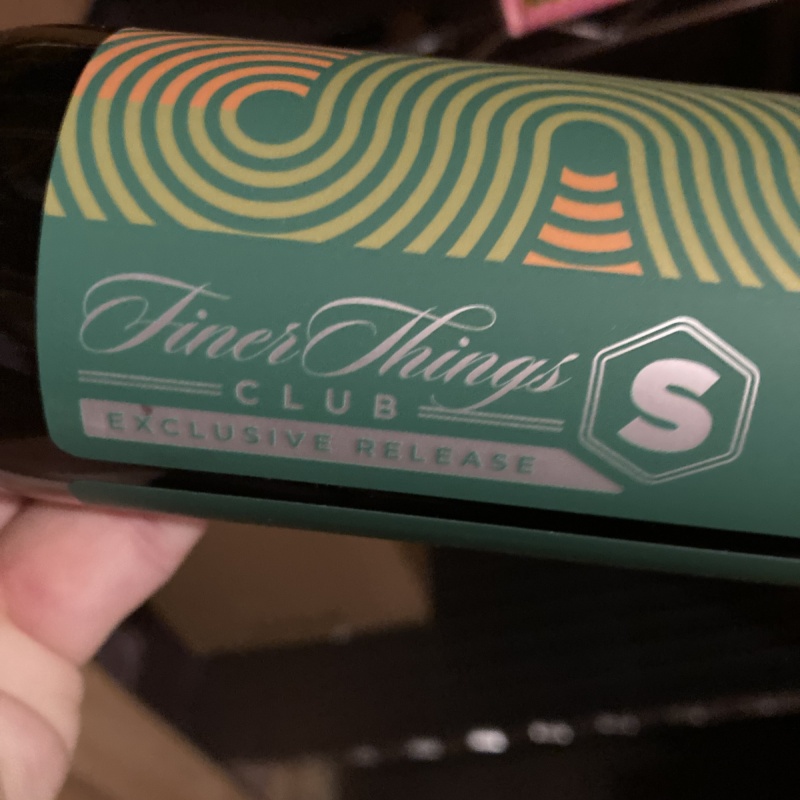 Finer Things
CLUB
EXCLUSIVE RELEASE
S